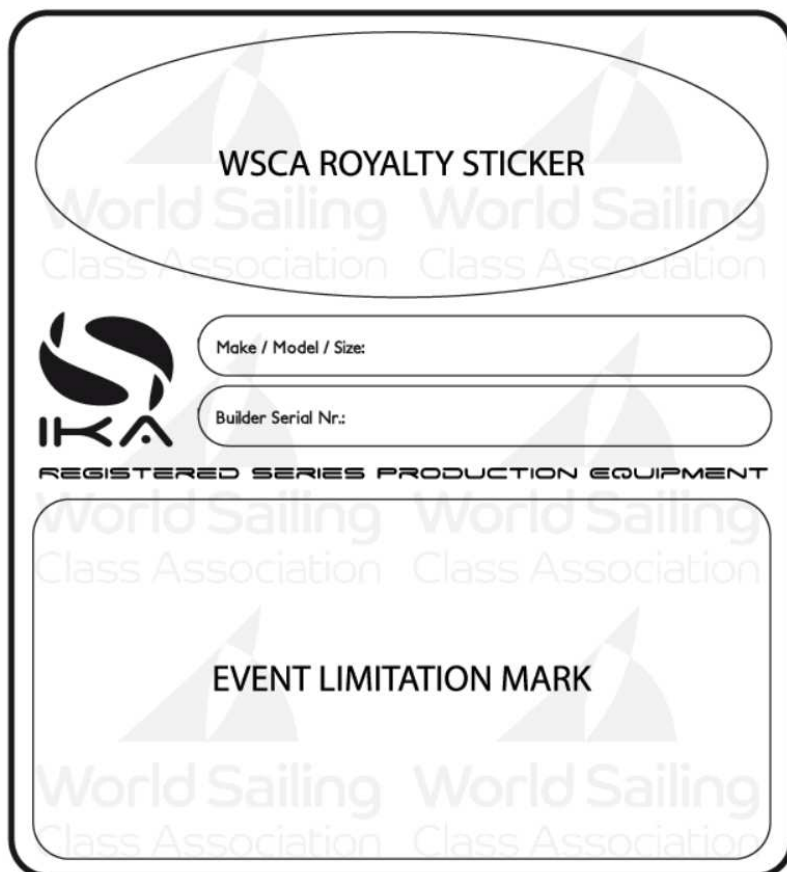 WSCA ROYALTY STICKER
World Sailing World Sailing
Class Association Class Association
Make / Model / Size:
Builder Serial Nr.:
IKA
REGISTERED SERIES PRODUCTION EQUIPMENT
World Sailing World Sailing
Class Association Class Association
EVENT LIMITATION MARK
World Sailing World Sailing
Class Association Class Association